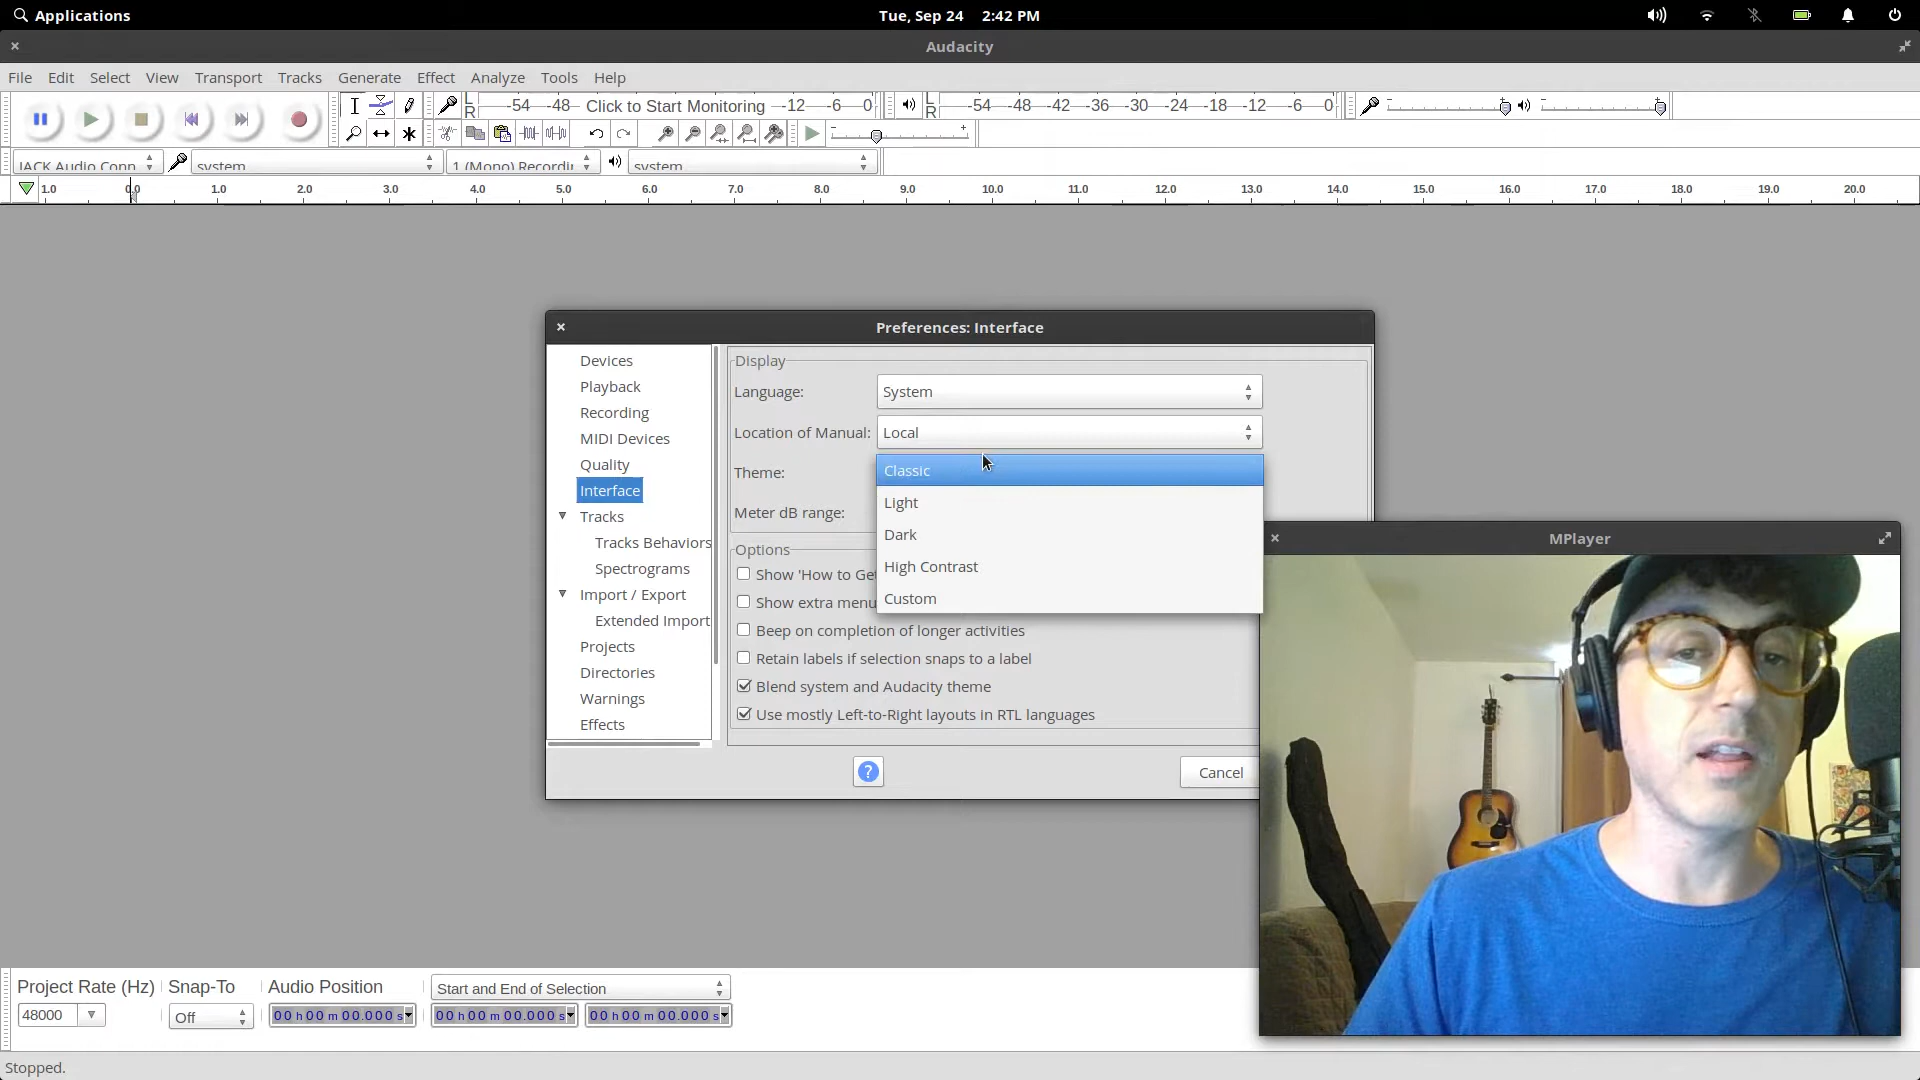 Applications
Tue, Sep 24 2:42 PM
Audacity
File Edit Select View Transport Tracks Generate Effect Analyze Tools Help
L R -54 -48 Click to Start Monitoring -12 -6 0
L R -54 -48 -42 -36 -30 -24 -18 -12 -6 0
JACK Audio Conn system 1 (Mono) Recordin system
1.0 0.0 1.0 2.0 3.0 4.0 5.0 6.0 7.0 8.0 9.0 10.0 11.0 12.0 13.0 14.0 15.0 16.0 17.0 18.0 19.0 20.0
Preferences: Interface
Devices
Playback
Recording
MIDI Devices
Quality
Interface
Tracks
Tracks Behaviors
Spectrograms
Import / Export
Extended Import
Projects
Directories
Warnings
Effects
Display
Language: System
Location of Manual: Local
Theme:
Classic
Light
Dark
High Contrast
Custom
Meter dB range:
Options
Show 'How to Ge
Show extra menu
Beep on completion of longer activities
Retain labels if selection snaps to a label
Blend system and Audacity theme
Use mostly Left-to-Right layouts in RTL languages
?
Cancel
MPlayer
Project Rate (Hz) Snap-To Audio Position Start and End of Selection
48000 Off 00 h 00 m 00.000 s 00 h 00 m 00.000 s 00 h 00 m 00.000 s
Stopped.